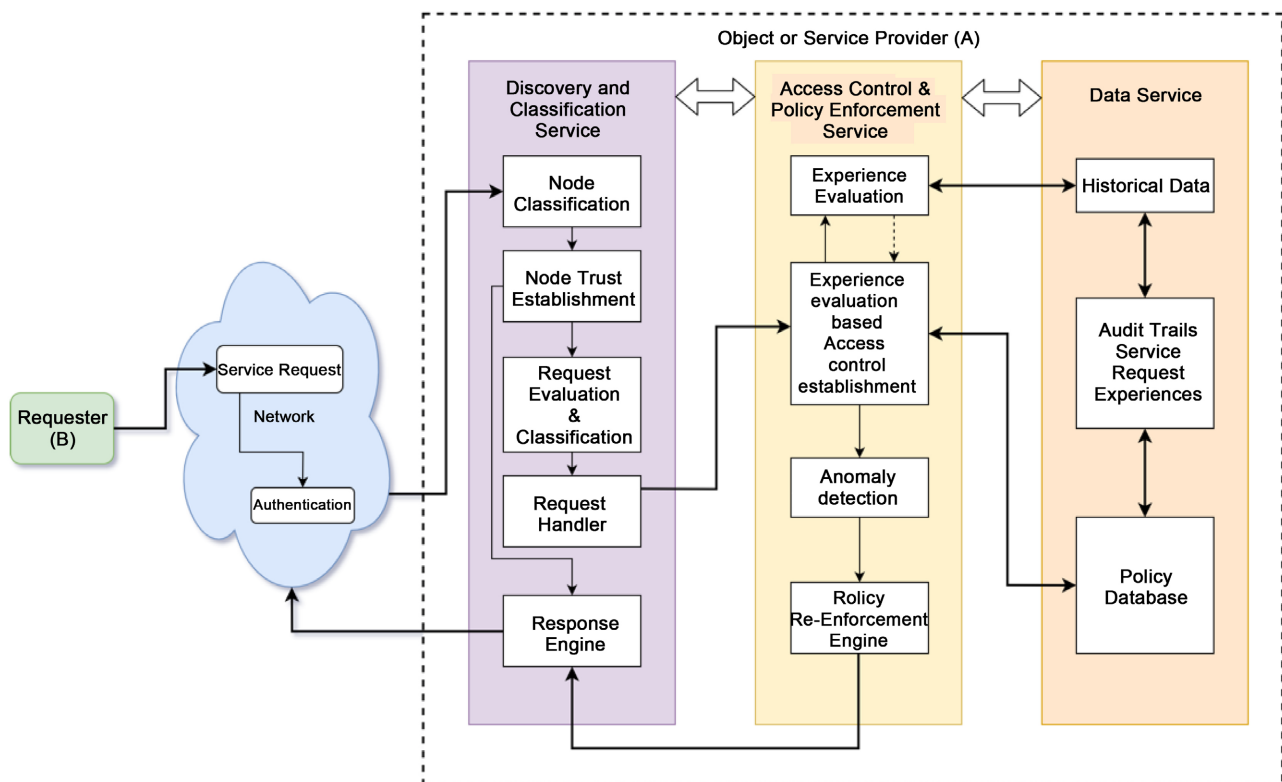 Object or Service Provider (A)
Discovery and
Classification
Service
Access Control &
Policy Enforcement
Service
Data Service
Node
Classification
Node Trust
Establishment
Request
Evaluation
&
Classification
Request
Handler
Response
Engine
Experience
Evaluation
Experience
evaluation
based
Access
control
establishment
Anomaly
detection
Rolicy
Re-Enforcement
Engine
Historical Data
Audit Trails
Service
Request
Experiences
Policy
Database
Service Request
Network
Authentication
Requester
(B)